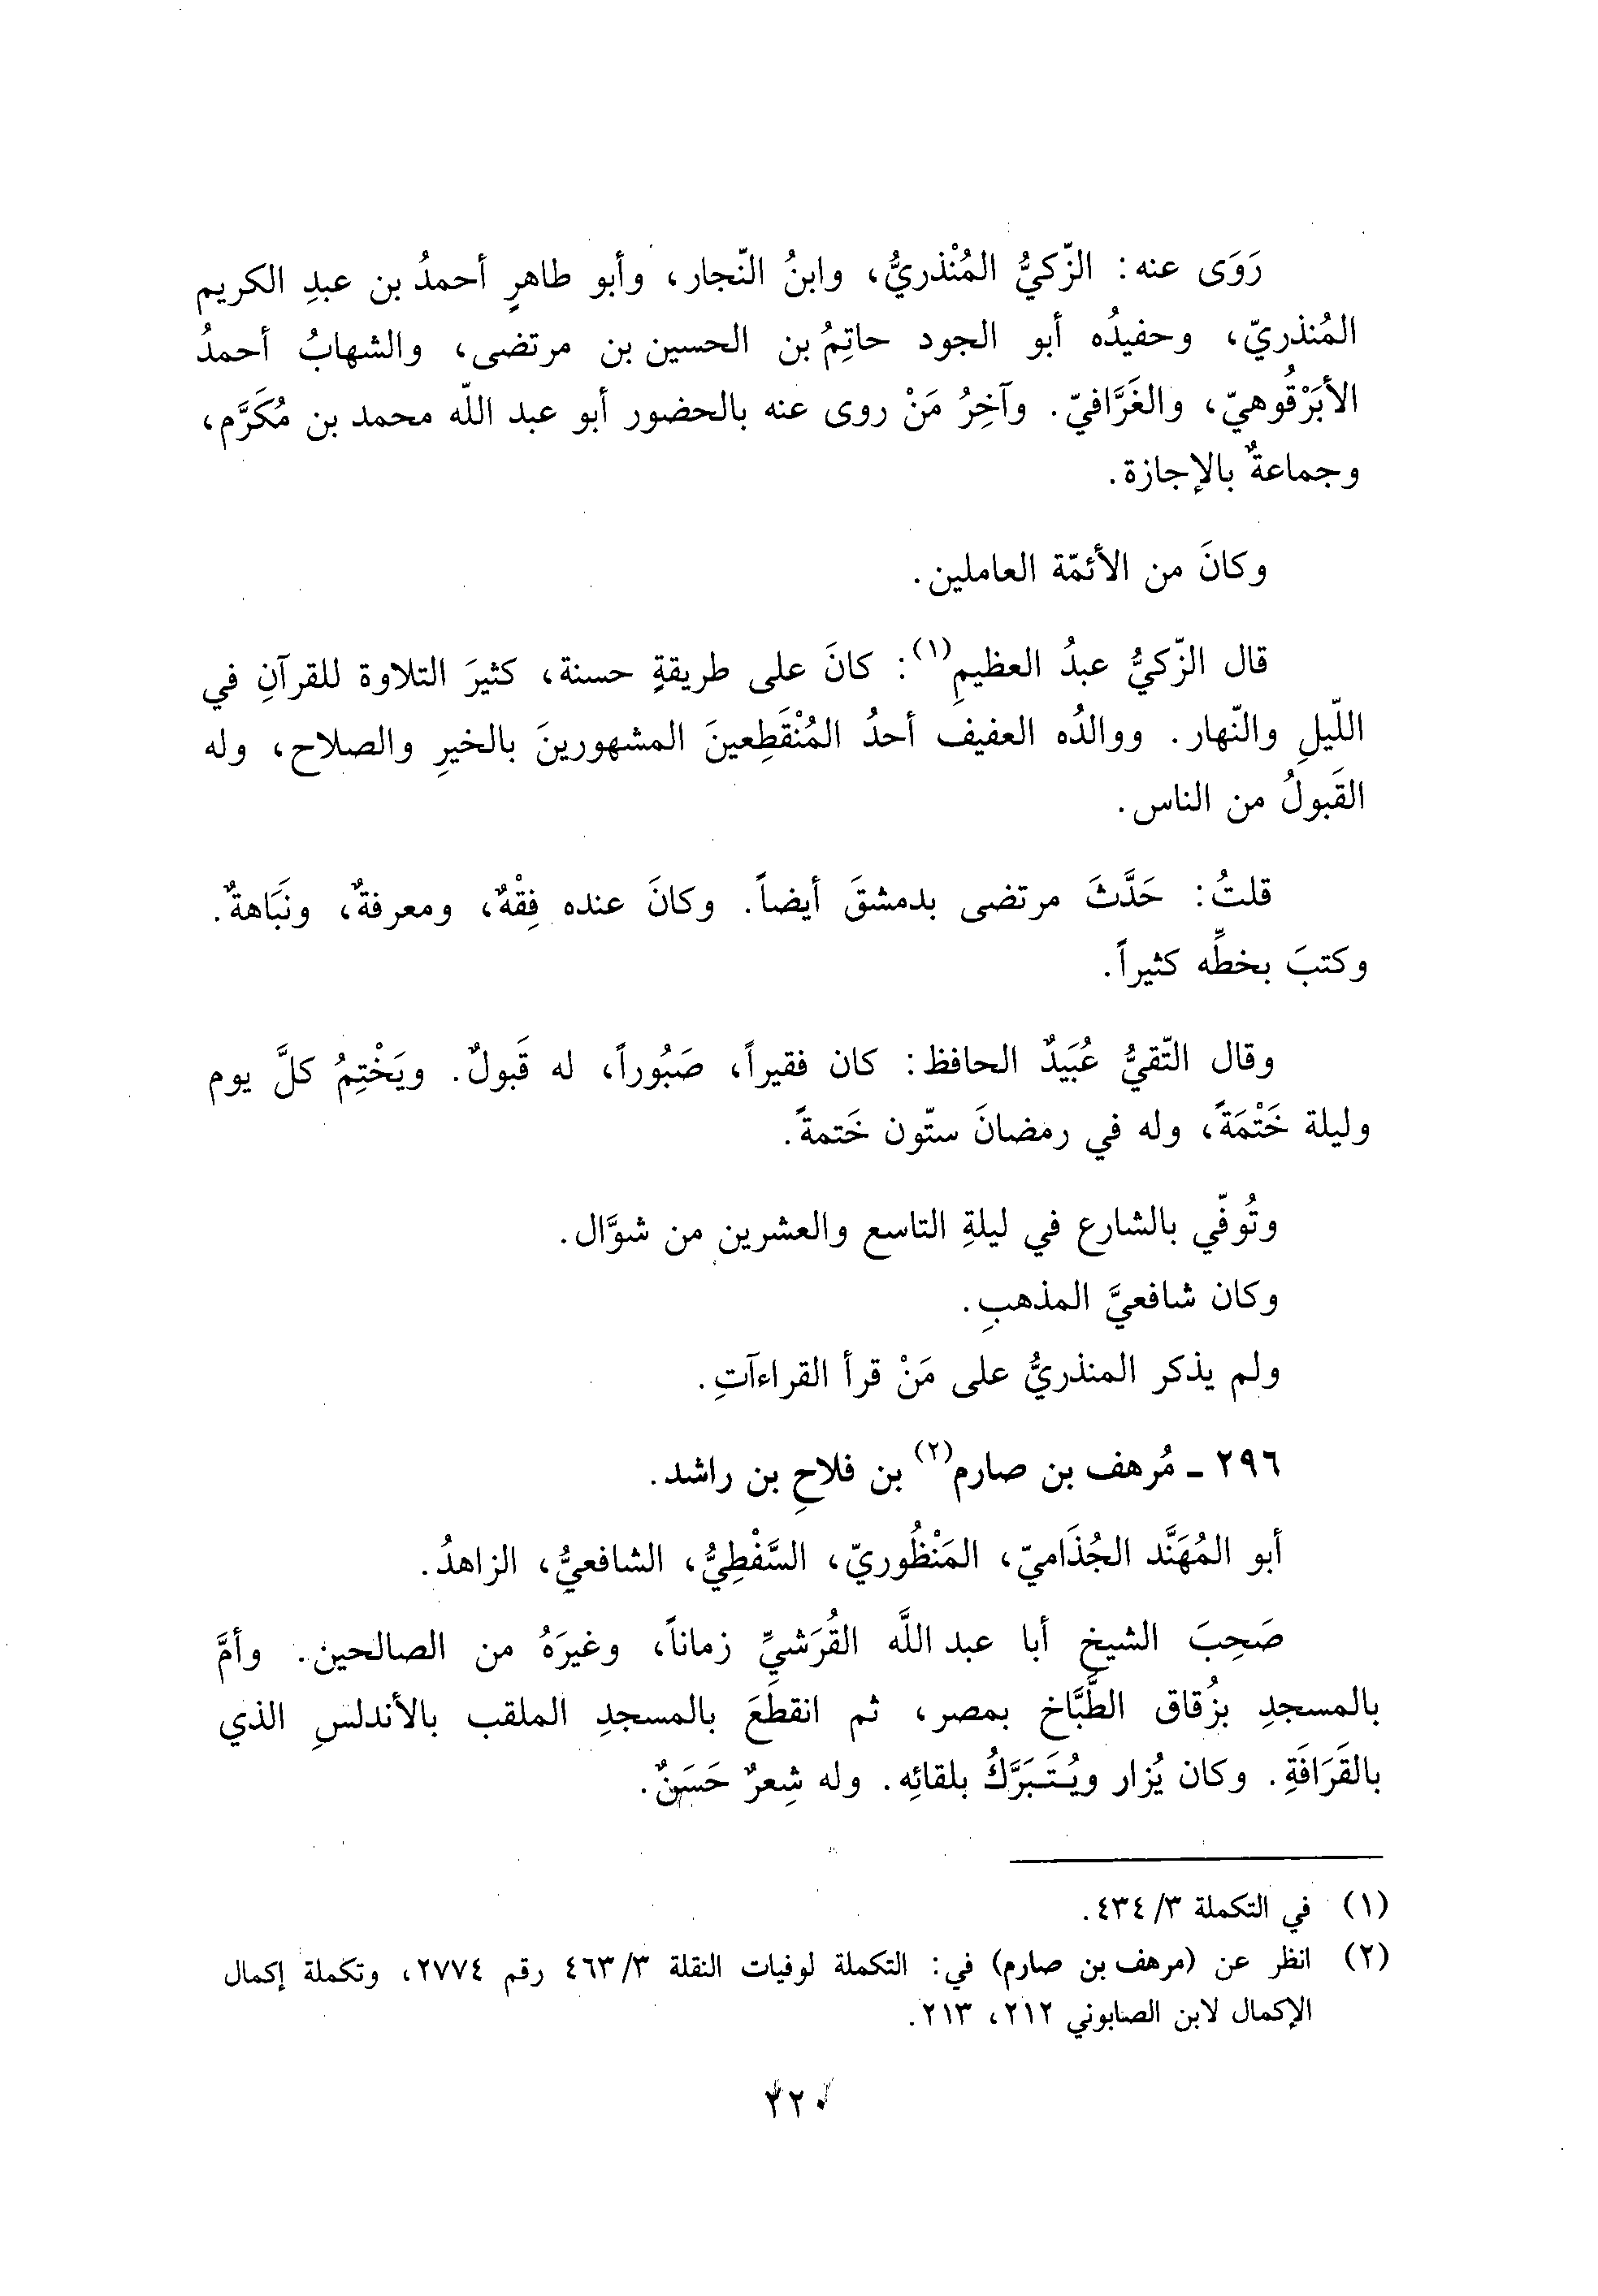 رَوَى عنه: الزّكيُّ المُنْذريُّ، وابنُ النّجار، وأبو طاهرٍ أحمدُ بن عبدِ الكريم
المُنذريّ، وحفيدُه أبو الجود حاتِمُ بن الحسين بن مرتضى، والشهابُ أحمدُ
الأبَرْقُوهيّ، والغَرَّافيّ. وآخِرُ مَنْ روى عنه بالحضور أبو عبد اللّه محمد بن مُكَرَّم،
وجماعةٌ بالإجازة.
وكانَ من الأئمّة العاملين.
قال الزّكيُّ عبدُ العظيمِ(١): كانَ على طريقةٍ حسنة، كثيرَ التلاوة للقرآنِ في
اللّيلِ والنّهار. ووالدُه العفيف أحدُ المُنْقَطِعينَ المشهورينَ بالخيرِ والصلاح، وله
القَبولُ من الناس.
قلتُ: حَدَّثَ مرتضى بدمشقَ أيضاً. وكانَ عنده فِقْهٌ، ومعرفةٌ، ونَبَاهةٌ.
وكتبَ بخطِّه كثيراً.
وقال التّقيُّ عُبَيدٌ الحافظ: كان فقيراً، صَبُوراً، له قَبولٌ. ويَخْتِمُ كلَّ يوم
وليلة خَتْمَةً، وله في رمضانَ ستّون خَتمةً.
وتُوفّي بالشارع في ليلةِ التاسع والعشرين من شوَّال.
وكان شافعيَّ المذهبِ.
ولم يذكر المنذريُّ على مَنْ قرأ القراءآتِ.
٢٩٦ ـ مُرهف بن صارم(٢) بن فلاحِ بن راشد.
أبو المُهَنَّد الجُذَاميّ، المَنْظُوريّ، السَّفْطِيُّ، الشافعيُّ، الزاهدُ.
صَحِبَ الشيخ أبا عبد اللَّه القُرَشيِّ زماناً، وغيرَهُ من الصالحين. وأمَّ
بالمسجدِ بزُقاق الطَّبَّاخ بمصر، ثم انقطعَ بالمسجدِ الملقب بالأندلسِ الذي
بالقَرَافَةِ. وكان يُزار ويُتَبَرَّكُ بلقائِه. وله شِعرٌ حَسَنٌ.
(١) في التكملة ٣/ ٤٣٤.
(٢) انظر عن (مرهف بن صارم) في: التكملة لوفيات النقلة ٣/ ٤٦٣ رقم ٢٧٧٤، وتكملة إكمال
الإكمال لابن الصابوني ٢١٢، ٢١٣.
٢٢٠